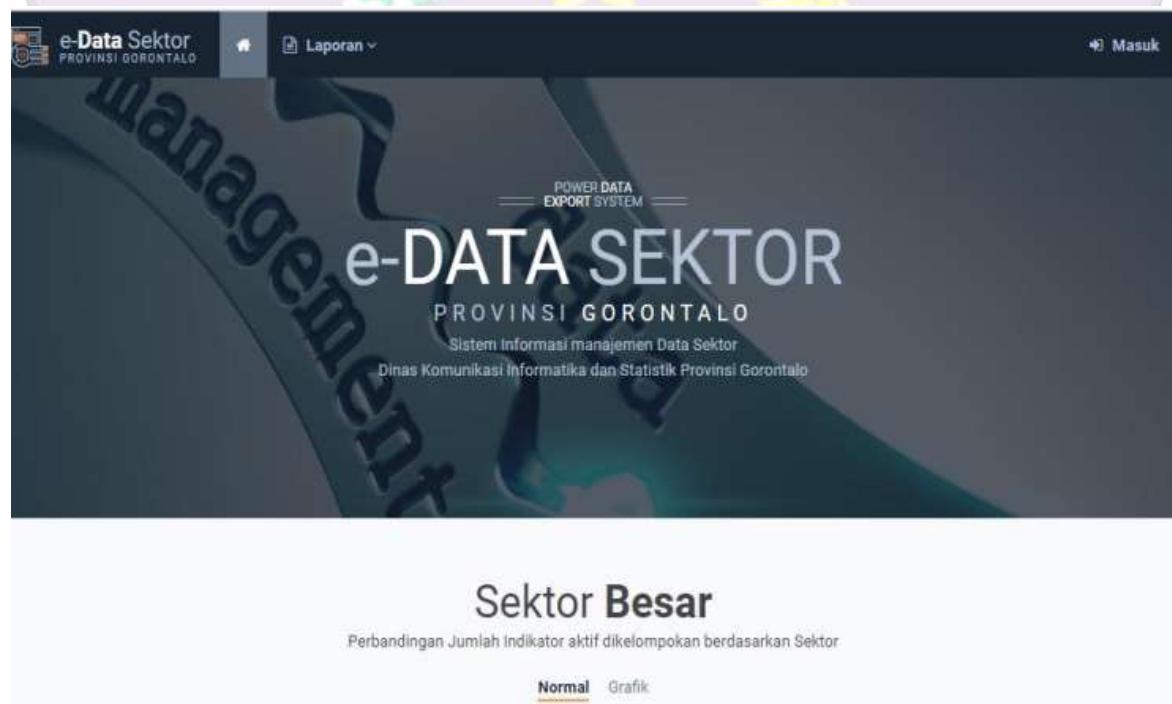 e-Data Sektor
PROVINSI GORONTALO
Laporan
Masuk
management
data
POWER DATA
EXPORT SYSTEM
e-DATA SEKTOR
PROVINSI GORONTALO
Sistem Informasi manajemen Data Sektor
Dinas Komunikasi Informatika dan Statistik Provinsi Gorontalo
Sektor Besar
Perbandingan Jumlah Indikator aktif dikelompokan berdasarkan Sektor
Normal Grafik